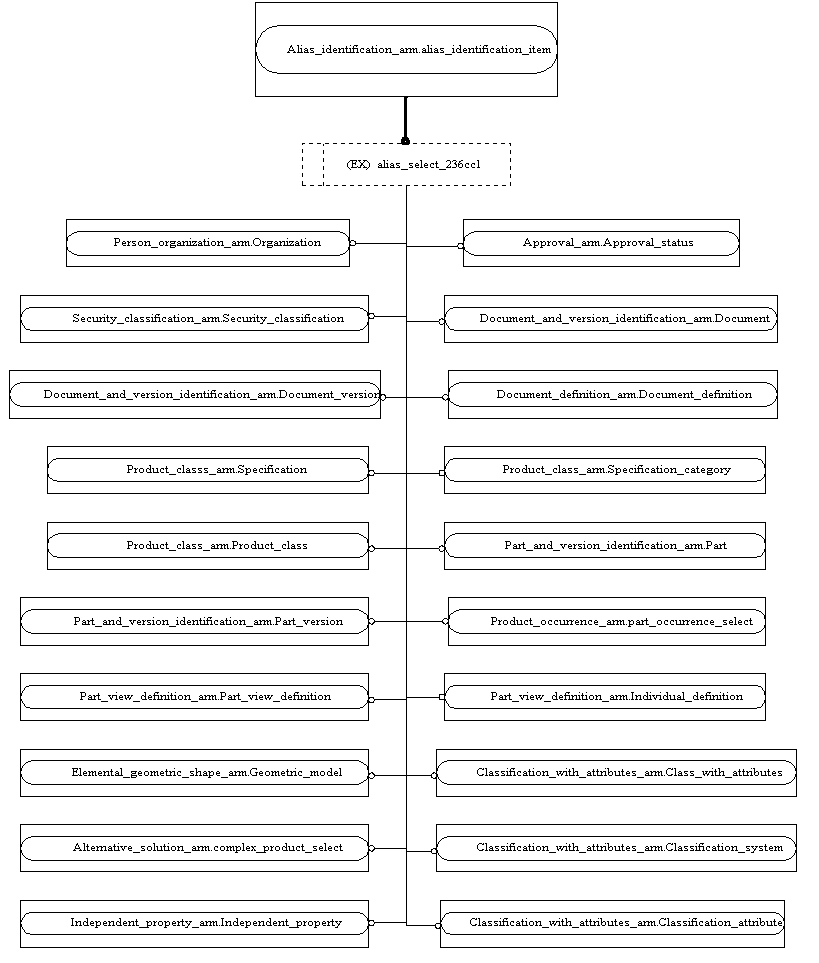 Alias_identification_arm.alias_identification_item
(EX) alias_select_236cc1
Person_organization_arm.Organization
Approval_arm.Approval_status
Security_classification_arm.Security_classification
Document_and_version_identification_arm.Document
Document_and_version_identification_arm.Document_version
Document_definition_arm.Document_definition
Product_classs_arm.Specification
Product_class_arm.Specification_category
Product_class_arm.Product_class
Part_and_version_identification_arm.Part
Part_and_version_identification_arm.Part_version
Product_occurrence_arm.part_occurrence_select
Part_view_definition_arm.Part_view_definition
Part_view_definition_arm.Individual_definition
Elemental_geometric_shape_arm.Geometric_model
Classification_with_attributes_arm.Class_with_attributes
Alternative_solution_arm.complex_product_select
Classification_with_attributes_arm.Classification_system
Independent_property_arm.Independent_property
Classification_with_attributes_arm.Classification_attribute